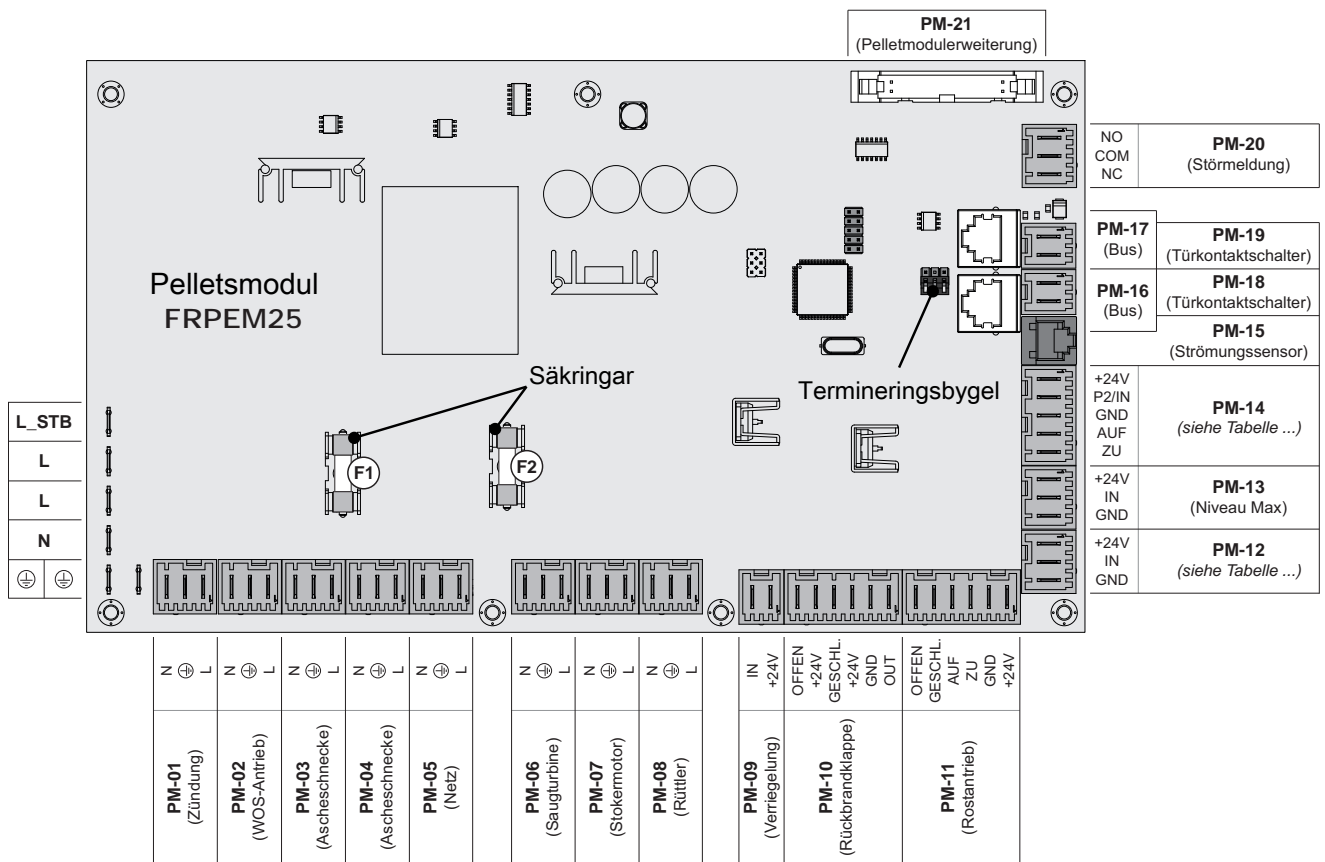 PM-21
(Pelletmodulerweiterung)
NO
COM
NC
PM-20
(Störmeldung)
PM-17
(Bus)
PM-19
(Türkontaktschalter)
PM-16
(Bus)
PM-18
(Türkontaktschalter)
PM-15
(Strömungssensor)
Pelletsmodul
FRPEM25
Säkringar
Termineringsbygel
F1
F2
+24V
P2/IN
GND
AUF
ZU
PM-14
(siehe Tabelle ...)
+24V
IN
GND
PM-13
(Niveau Max)
+24V
IN
GND
PM-12
(siehe Tabelle ...)
L_STB
L
L
N
N L
N L
N L
N L
N L
N L
N L
N L
IN
+24V
OFFEN
+24V
GESCHL.
+24V
GND
OUT
OFFEN
GESCHL.
AUF
ZU
GND
+24V
PM-01
(Zündung)
PM-02
(WOS-Antrieb)
PM-03
(Ascheschnecke)
PM-04
(Ascheschnecke)
PM-05
(Netz)
PM-06
(Saugturbine)
PM-07
(Stokermotor)
PM-08
(Rüttler)
PM-09
(Verriegelung)
PM-10
(Rückbrandklappe)
PM-11
(Rostantrieb)